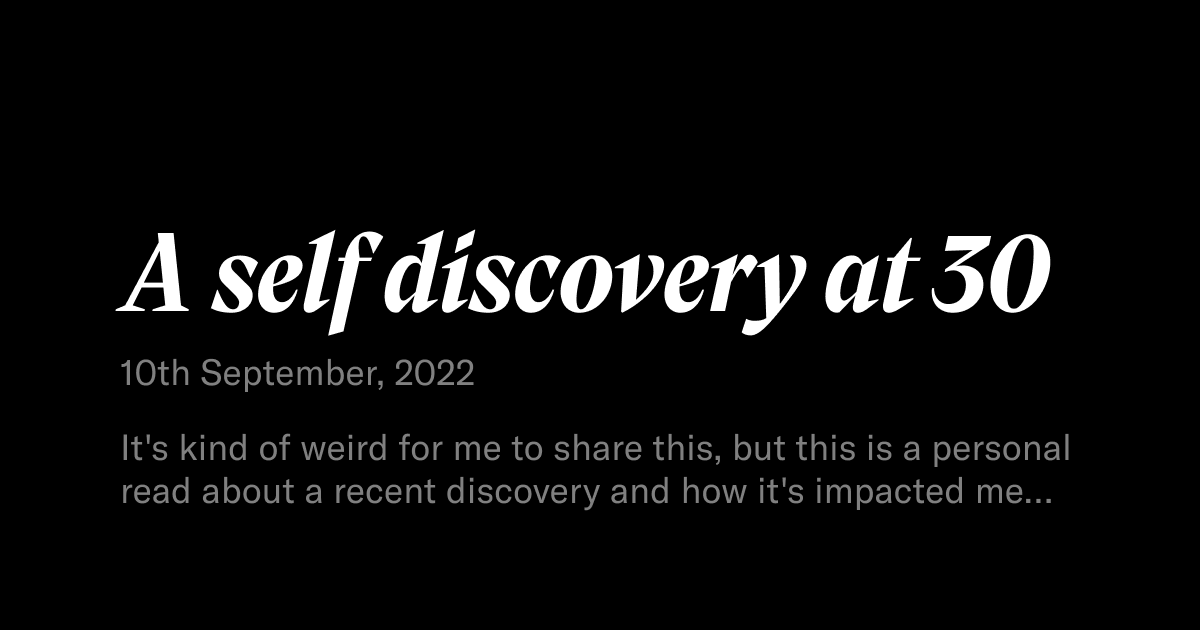 A self discovery at 30
10th September, 2022
It's kind of weird for me to share this, but this is a personal
read about a recent discovery and how it's impacted me...